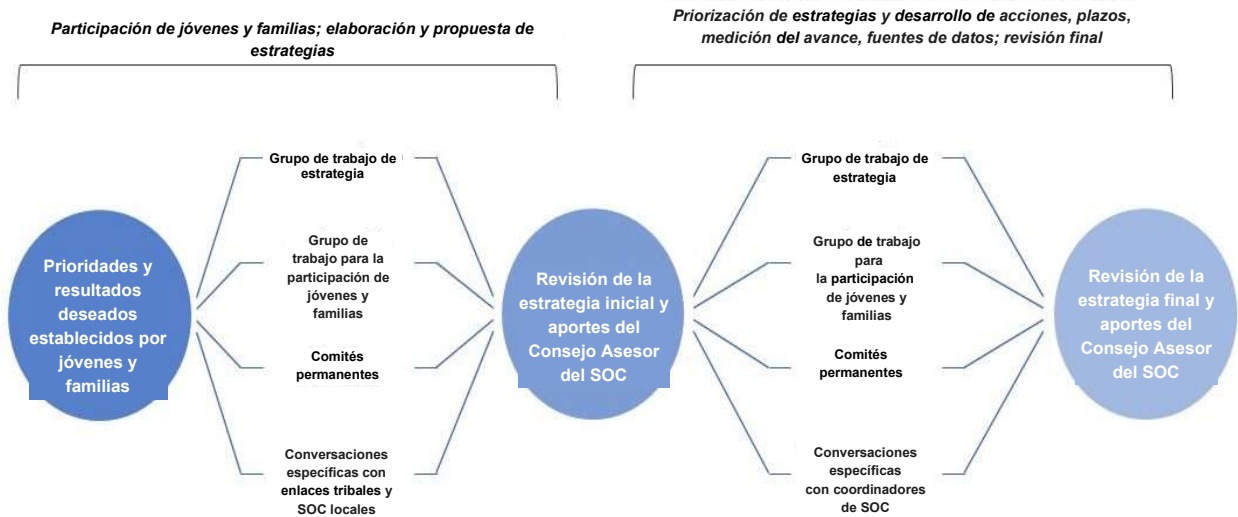 Participación de jóvenes y familias; elaboración y propuesta de
estrategias
Priorización de estrategias y desarrollo de acciones, plazos,
medición del avance, fuentes de datos; revisión final
Prioridades y
resultados
deseados
establecidos por
jóvenes y
familias
Grupo de trabajo de
estrategia
Grupo de
trabajo para la
participación de
jóvenes y
familias
Comités
permanentes
Conversaciones
específicas con
enlaces tribales y
SOC locales
Revisión de la
estrategia inicial y
aportes del
Consejo Asesor
del SOC
Grupo de trabajo de
estrategia
Grupo de trabajo
para
la participación
de jóvenes y
familias
Comités
permanentes
Conversaciones
específicas
con coordinadores
de SOC
Revisión de la
estrategia final y
aportes del
Consejo Asesor
del SOC